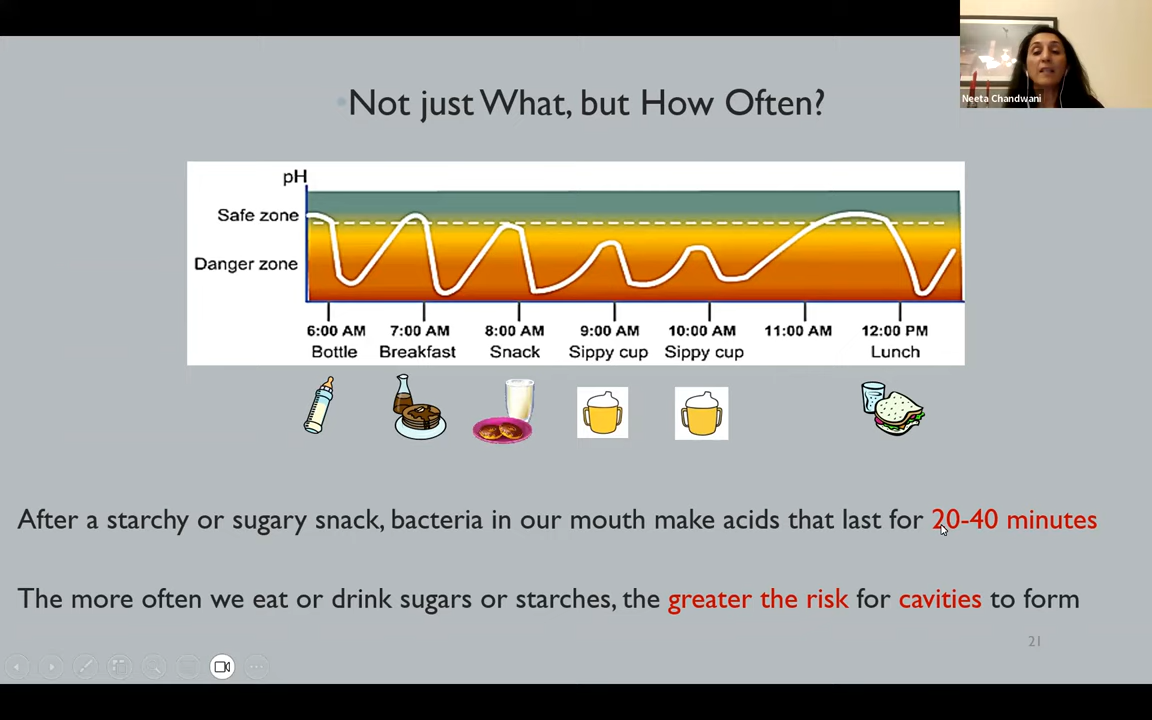 Neeta Chandwani
•Not just What, but How Often?
pH
Safe zone
Danger zone
6:00 AM 7:00 AM 8:00 AM 9:00 AM 10:00 AM 11:00 AM 12:00 PM
Bottle Breakfast Snack Sippy cup Sippy cup Lunch
After a starchy or sugary snack, bacteria in our mouth make acids that last for 20-40 minutes
The more often we eat or drink sugars or starches, the greater the risk for cavities to form
21